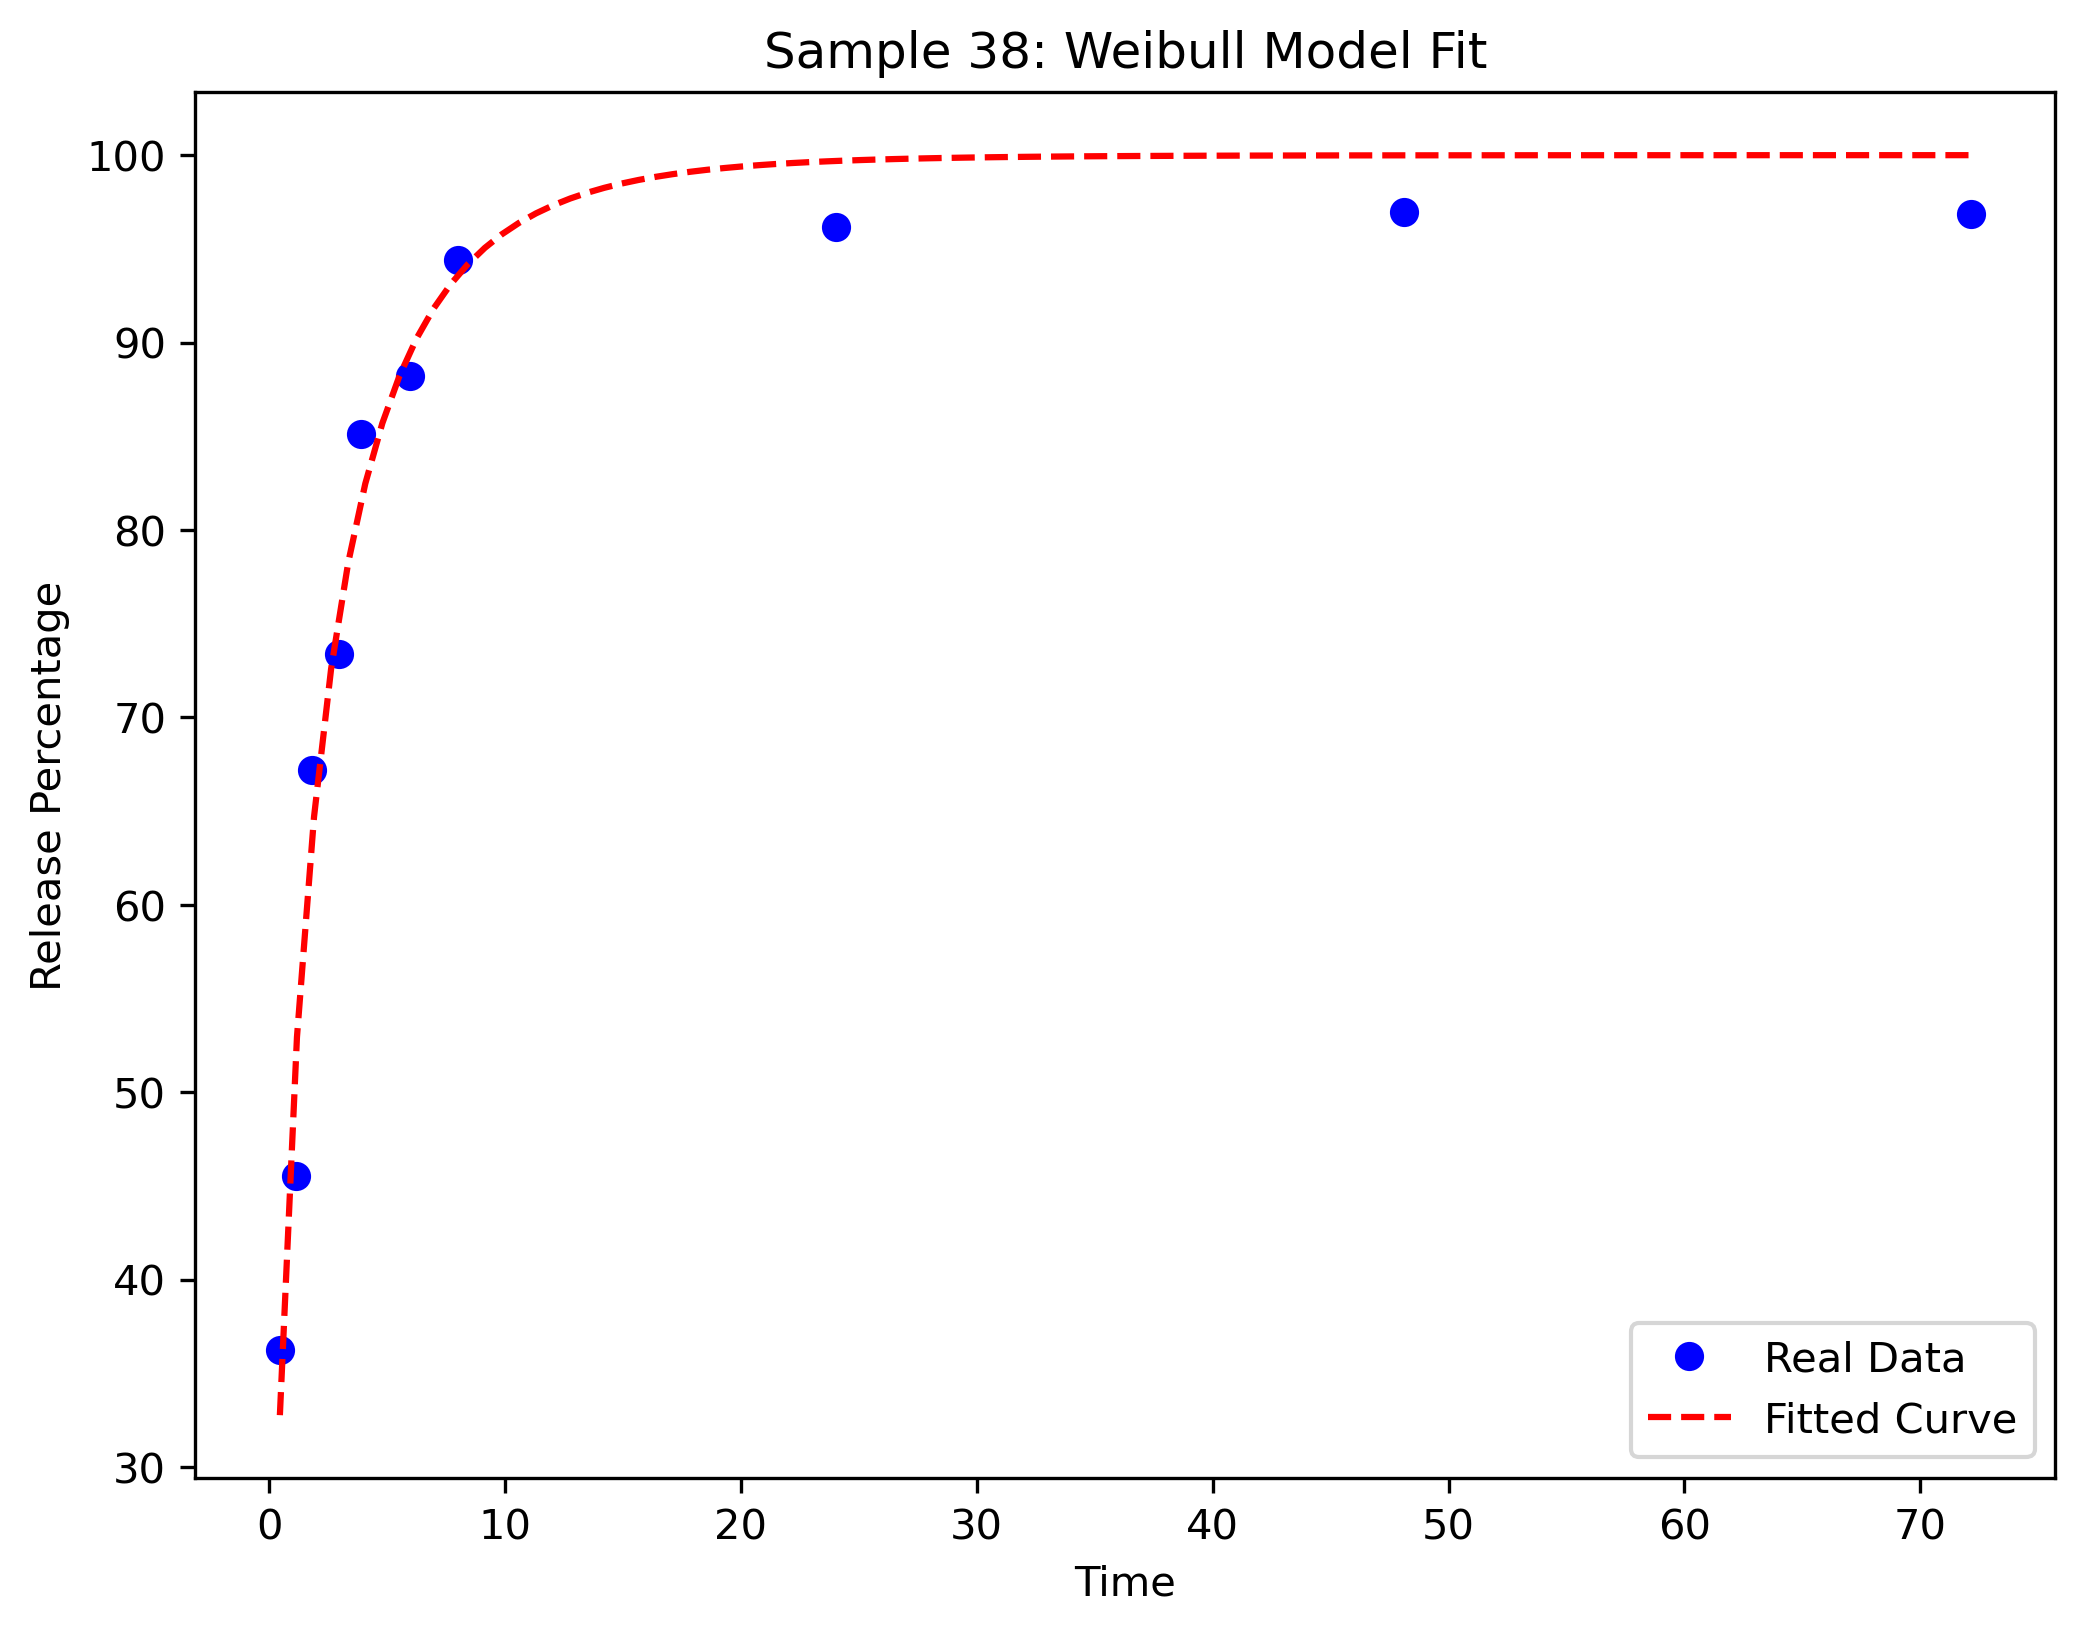 Sample 38: Weibull Model Fit
Release Percentage
100
90
80
70
60
50
40
30
0 10 20 30 40 50 60 70
Time
Real Data
Fitted Curve